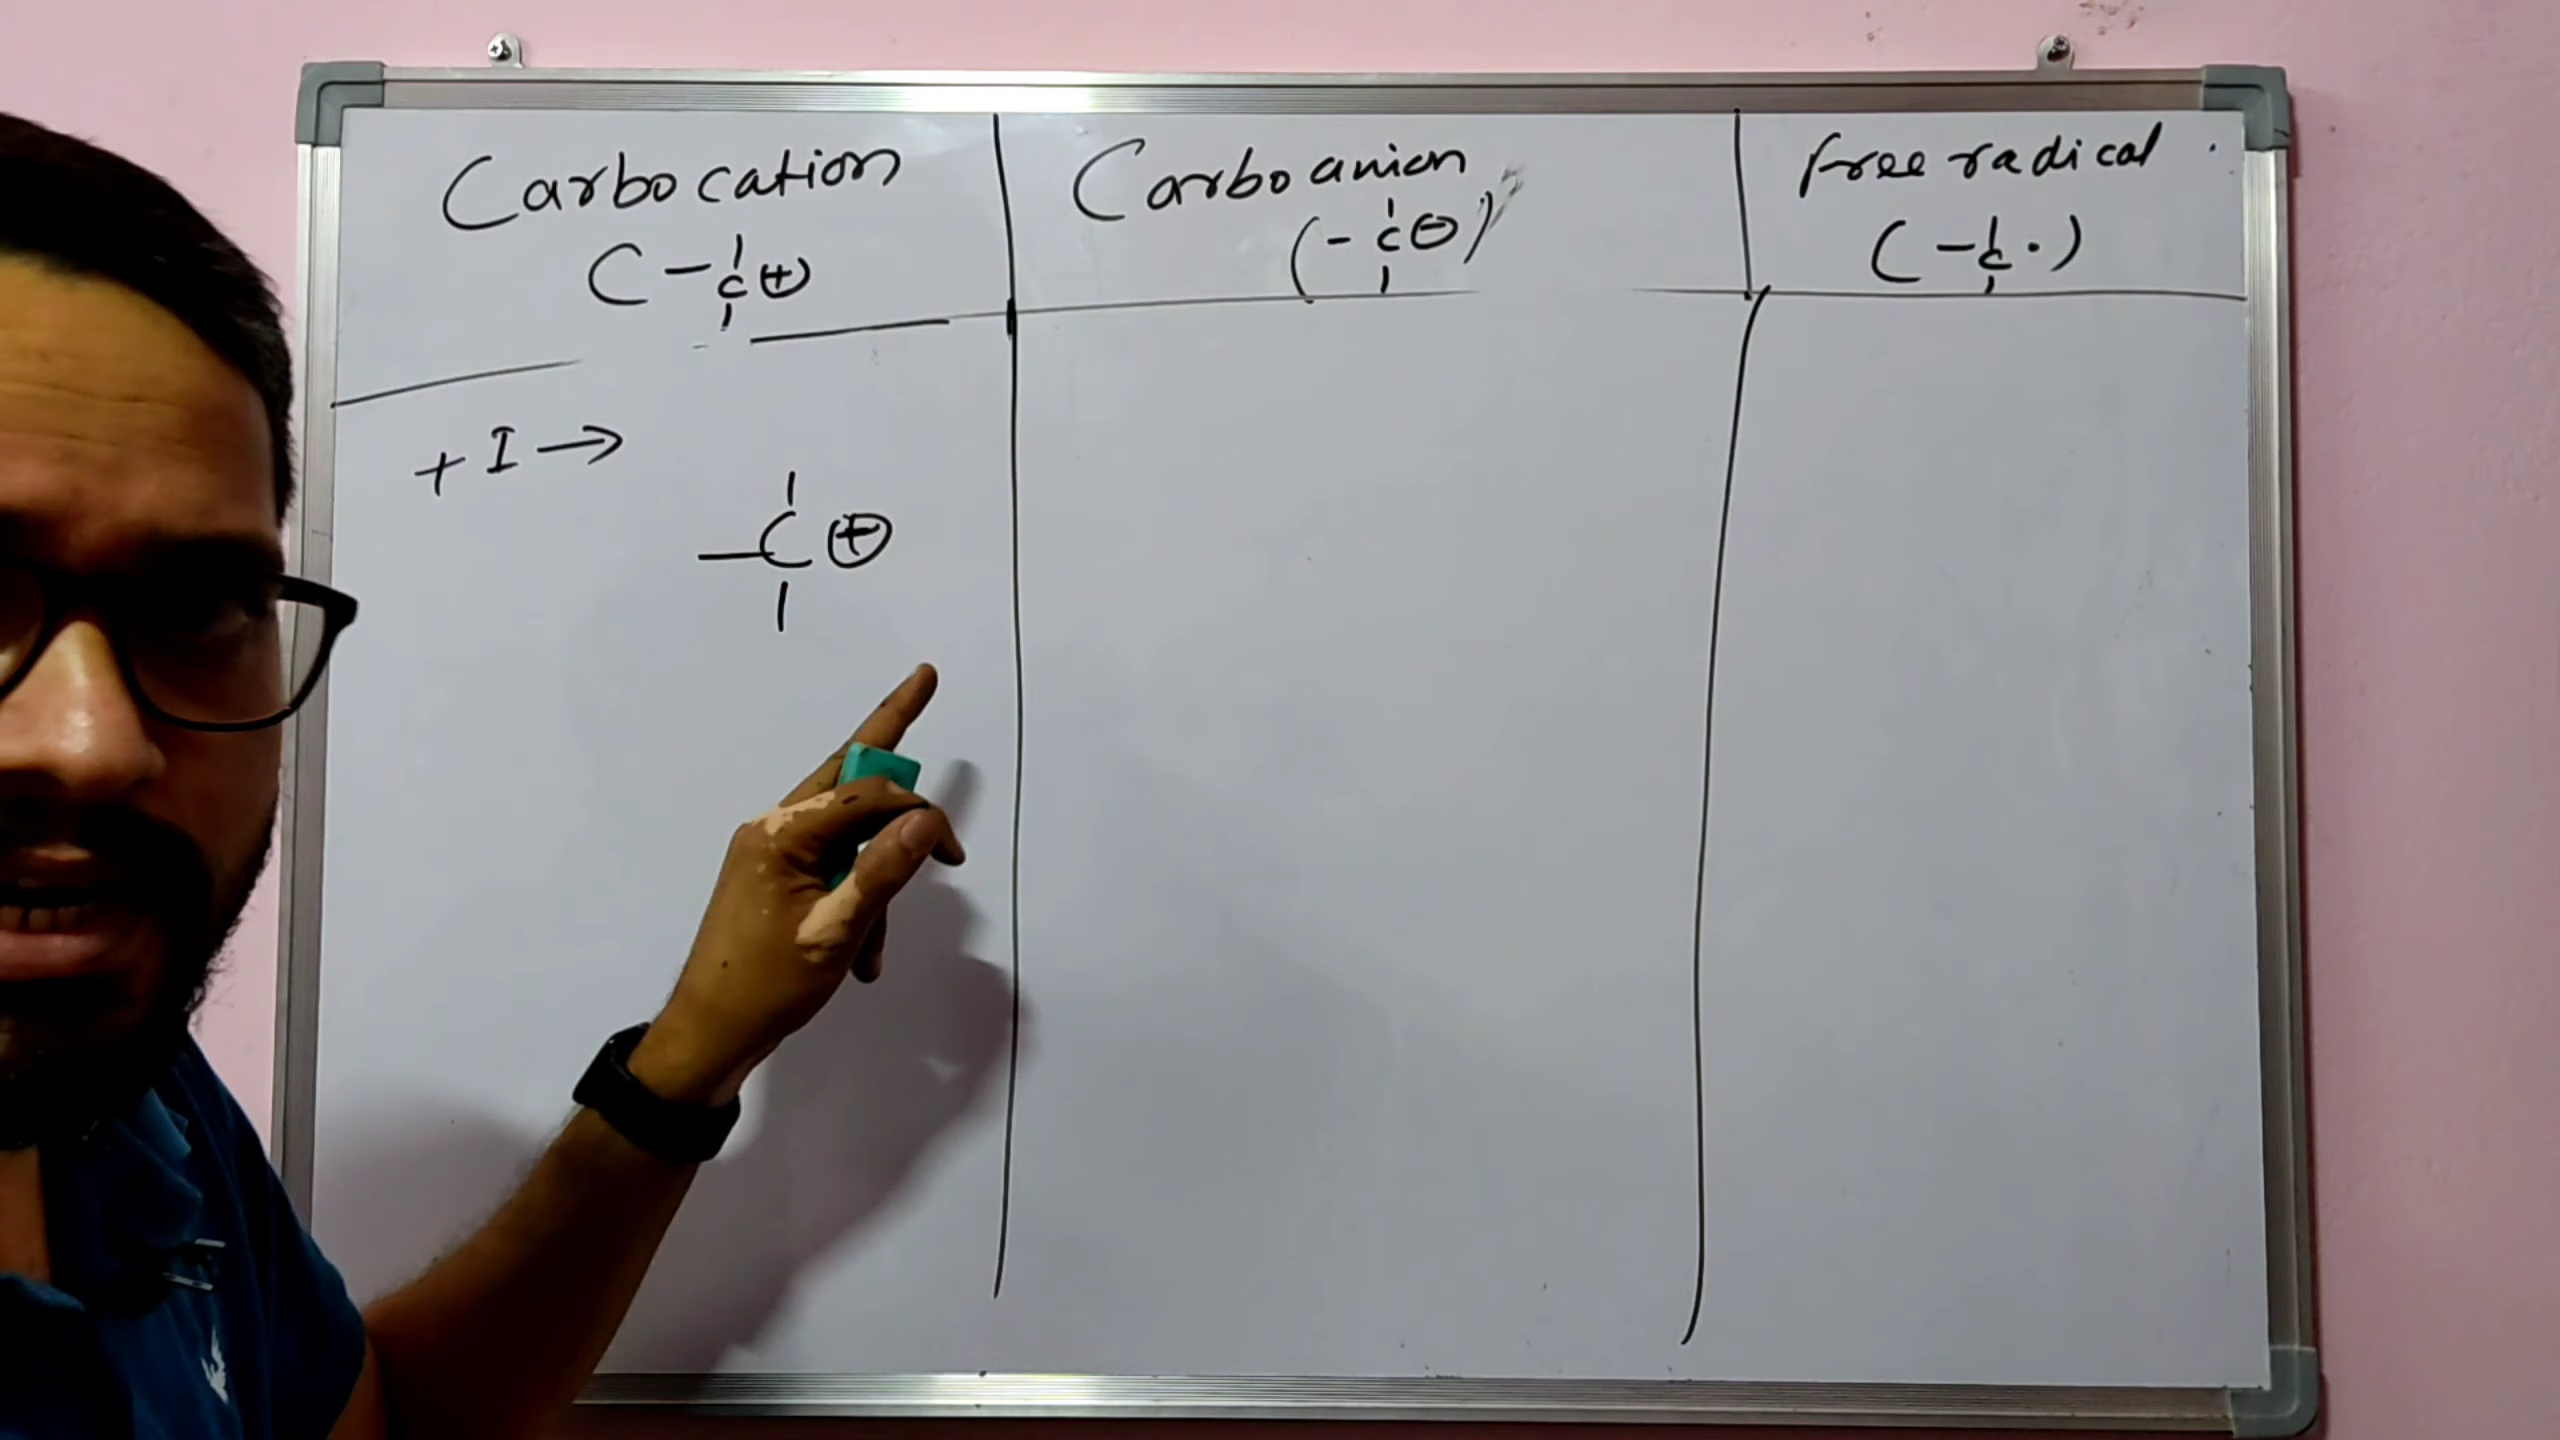 Carbocation
C - C ⊕
+ I →
- C ⊕
Carboanion
( - C ⊖ )
free radical
( - C . )